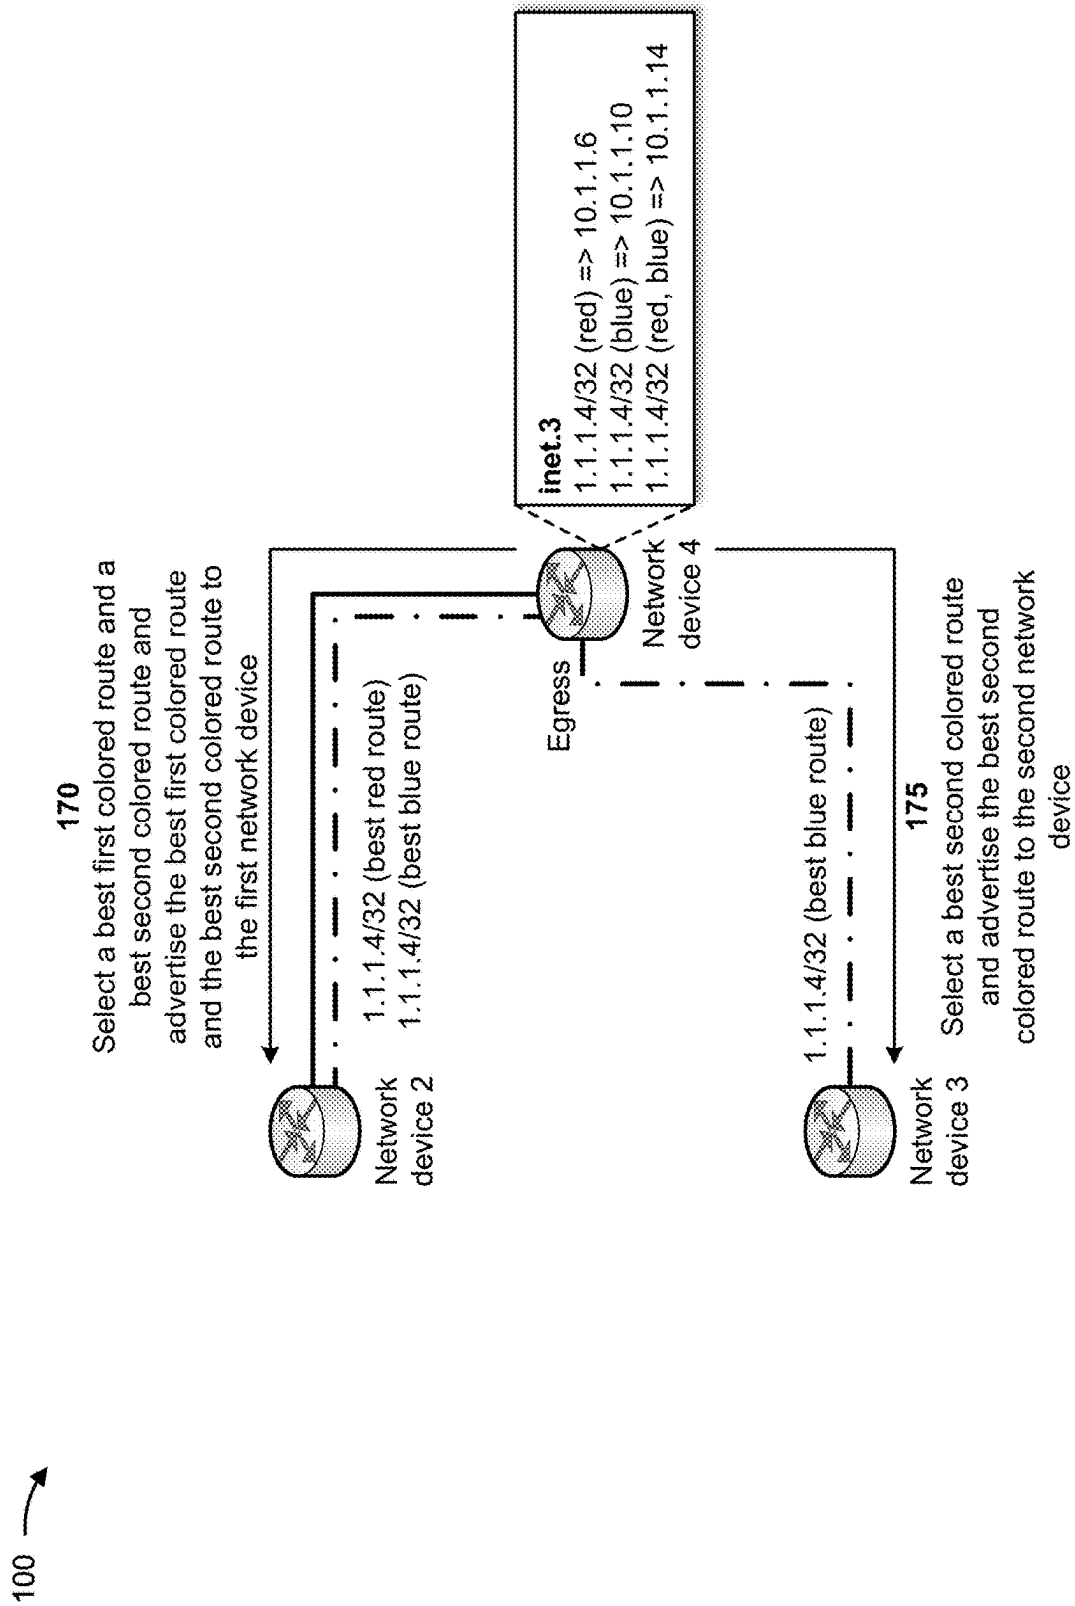 100
170
Select a best first colored route and a
best second colored route and
advertise the best first colored route
and the best second colored route to
the first network device
Network
device 2
1.1.1.4/32 (best red route)
1.1.1.4/32 (best blue route)
Egress
Network
device 4
inet.3
1.1.1.4/32 (red) => 10.1.1.6
1.1.1.4/32 (blue) => 10.1.1.10
1.1.1.4/32 (red, blue) => 10.1.1.14
1.1.1.4/32 (best blue route)
Network
device 3
175
Select a best second colored route
and advertise the best second
colored route to the second network
device